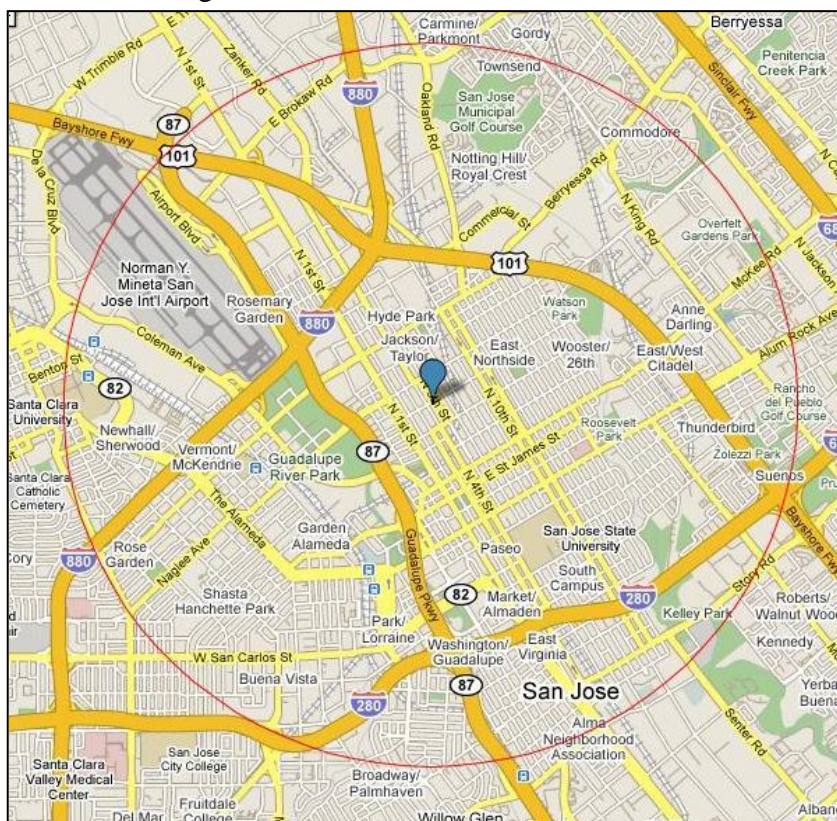 Berryessa
Carmine/
Parkmont
Gordy
Townsend
Penitencia
Creek Park
W Trimble Rd
N 1st St
Zanker Rd
E Brokaw Rd
880
Oakland Rd
San Jose
Municipal
Golf Course
Sinclair Fwy
87
Bayshore Fwy
101
Commodore
Notting Hill/
Royal Crest
Berryessa Rd
De la Cruz Blvd
Airport Blvd
N King Rd
Overfelt
Gardens Park
Commercial St
N Jackson
McKee Rd
N 1st St
101
Norman Y.
Mineta San
Jose Int'l Airport
Rosemary
Garden
880
Hyde Park
Watson
Park
Anne
Darling
Jackson/
Taylor
East
Northside
Wooster/
26th
East/West
Citadel
Alum Rock Ave
Coleman Ave
Benton St
82
Santa Clara
University
Newhall/
Sherwood
N 1st St
N 10th St
Rancho
del Pueblo
Golf Course
Roosevelt
Park
Thunderbird
Vermont/
McKendrie
Guadalupe
River Park
87
E St James St
Zolezzi Park
Suenos
Santa Clara
Catholic
Cemetery
The Alameda
N 4th St
Garden
Alameda
San Jose State
University
Bayshore Fwy
Cory
880
Rose
Garden
Naglee Ave
Guadalupe Pkwy
Paseo
South
Campus
Story Rd
Shasta
Hanchette Park
82
Market/
Almaden
280
Kelley Park
Roberts/
Walnut Woo
Park/
Lorraine
Washington/
Guadalupe
East
Virginia
Kennedy
W San Carlos St
Buena Vista
87
San Jose
Yerba
Buena
280
Senter Rd
Alma
Neighborhood
Association
San Jose
City College
Santa Clara
Valley Medical
Center
Broadway/
Palmhaven
Fruitdale
College
Del Mar
Willow Glen
Albany